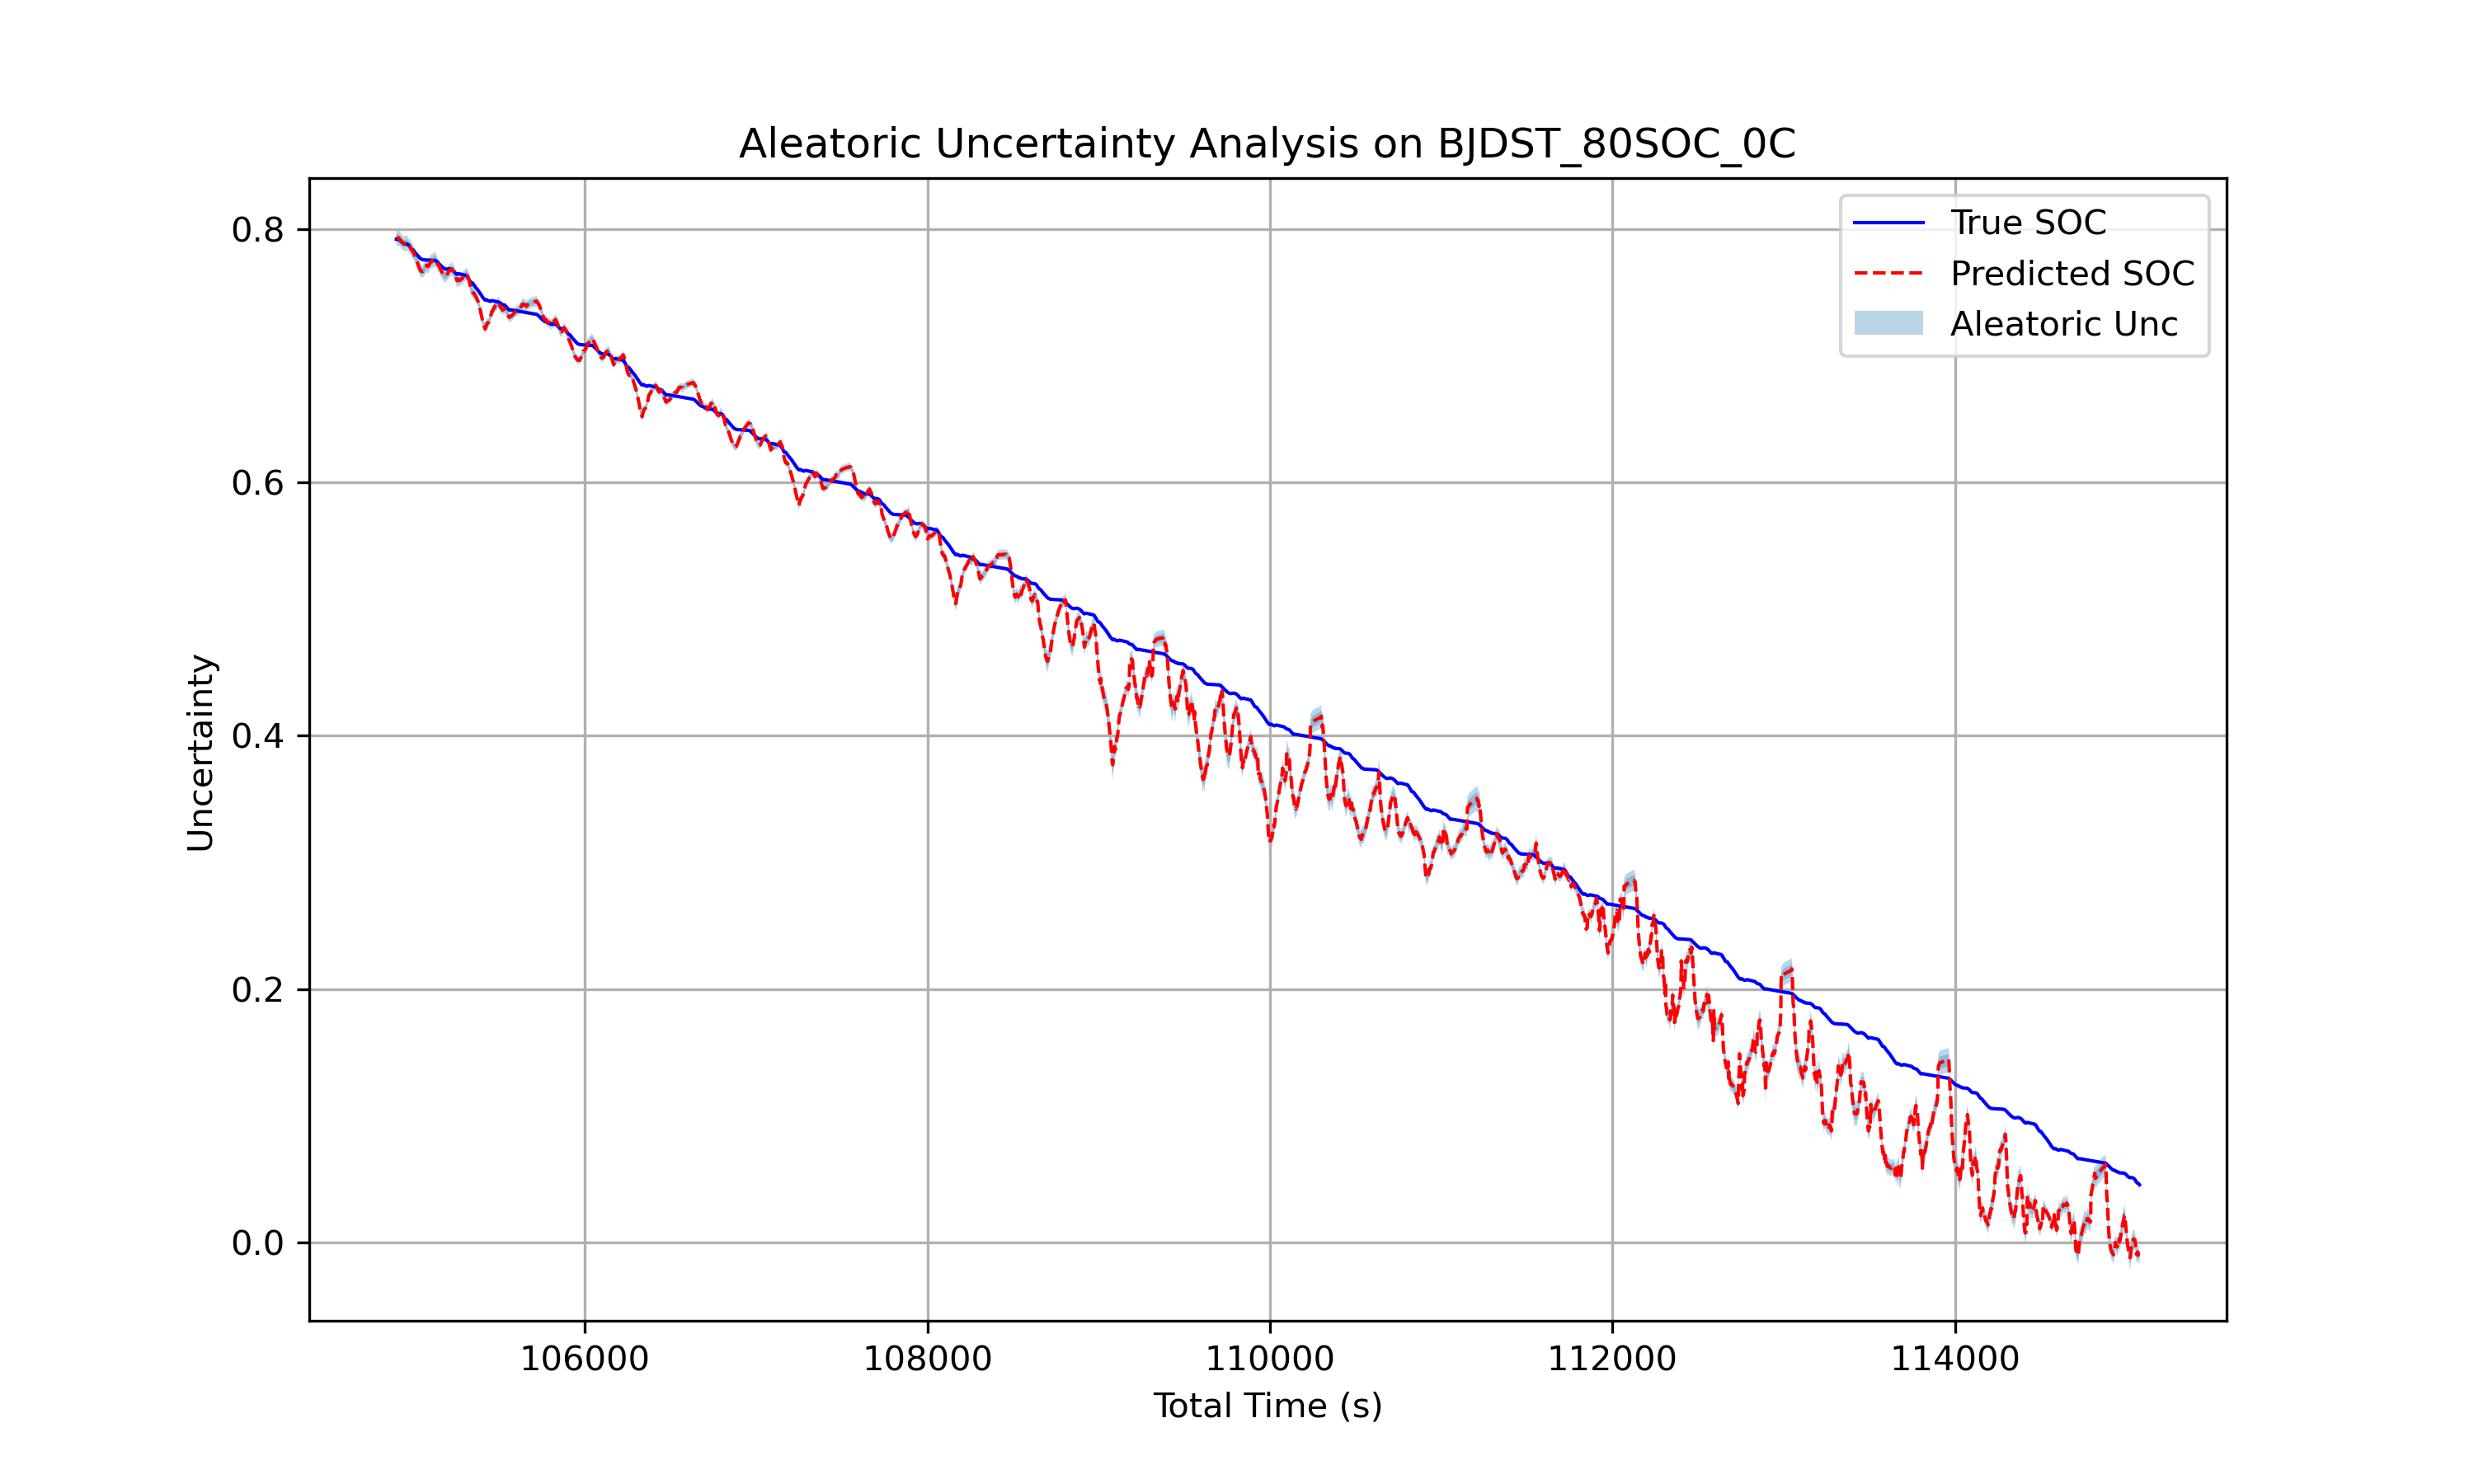 Aleatoric Uncertainty Analysis on BJDST_80SOC_0C
True SOC
Predicted SOC
Aleatoric Unc
Uncertainty
0.8
0.6
0.4
0.2
0.0
106000
108000
110000
112000
114000
Total Time (s)